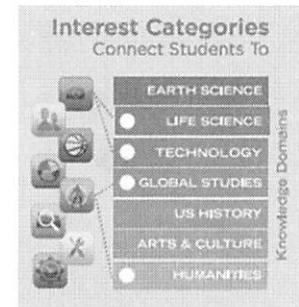 Interest Categories
Connect Students To
EARTH SCIENCE
LIFE SCIENCE
TECHNOLOGY
GLOBAL STUDIES
US HISTORY
ARTS & CULTURE
HUMANITIES
Knowledge Domains